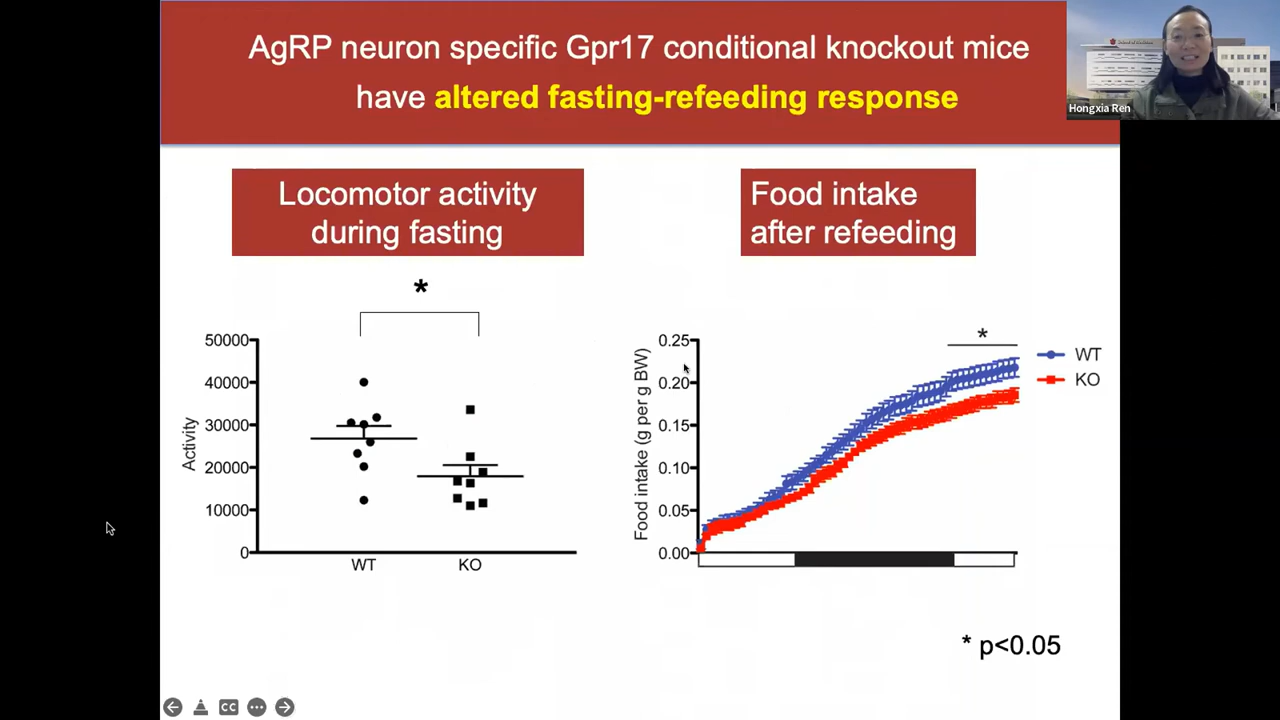 AgRP neuron specific Gpr17 conditional knockout mice
have altered fasting-refeeding response
Hongxia Ren
Locomotor activity
during fasting
Food intake
after refeeding
*
50000
40000
30000
20000
10000
0
Activity
WT
KO
*
0.25
0.20
0.15
0.10
0.05
0.00
Food intake (g per g BW)
WT
KO
* p<0.05
CC